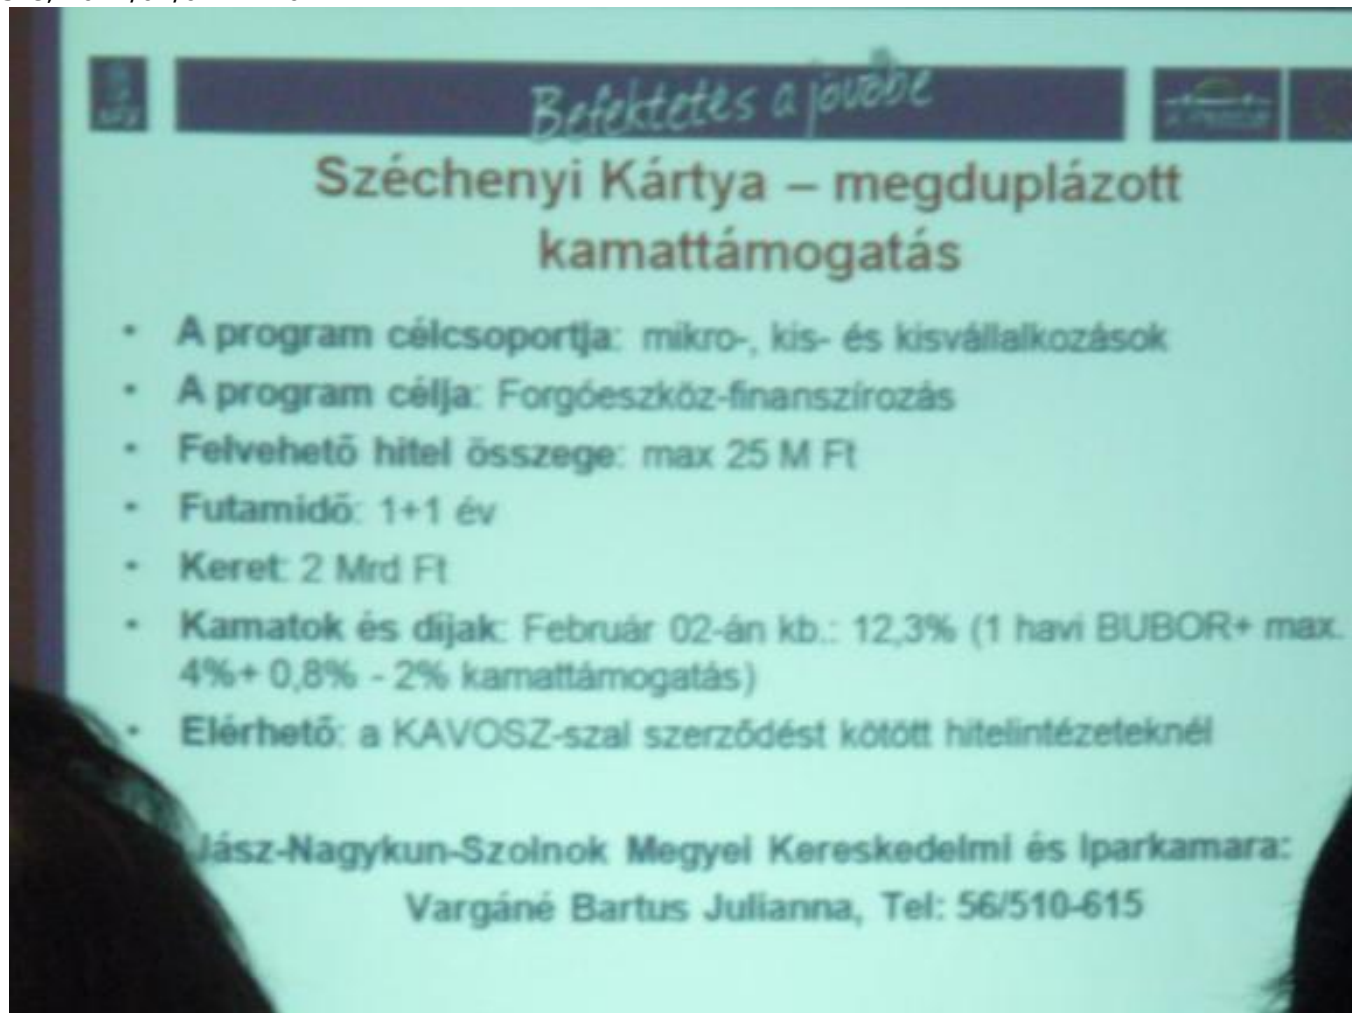 Befektetés a jövőbe
Széchenyi Kártya – megduplázott
kamattámogatás
• A program célcsoportja: mikro-, kis- és kisvállalkozások
• A program célja: Forgóeszköz-finanszírozás
• Felvehető hitel összege: max 25 M Ft
• Futamidő: 1+1 év
• Keret: 2 Mrd Ft
• Kamatok és díjak: Február 02-án kb.: 12,3% (1 havi BUBOR+ max.
4%+ 0,8% - 2% kamattámogatás)
• Elérhető: a KAVOSZ-szal szerződést kötött hitelintézeteknél
Jász-Nagykun-Szolnok Megyei Kereskedelmi és Iparkamara:
Vargáné Bartus Julianna, Tel: 56/510-615